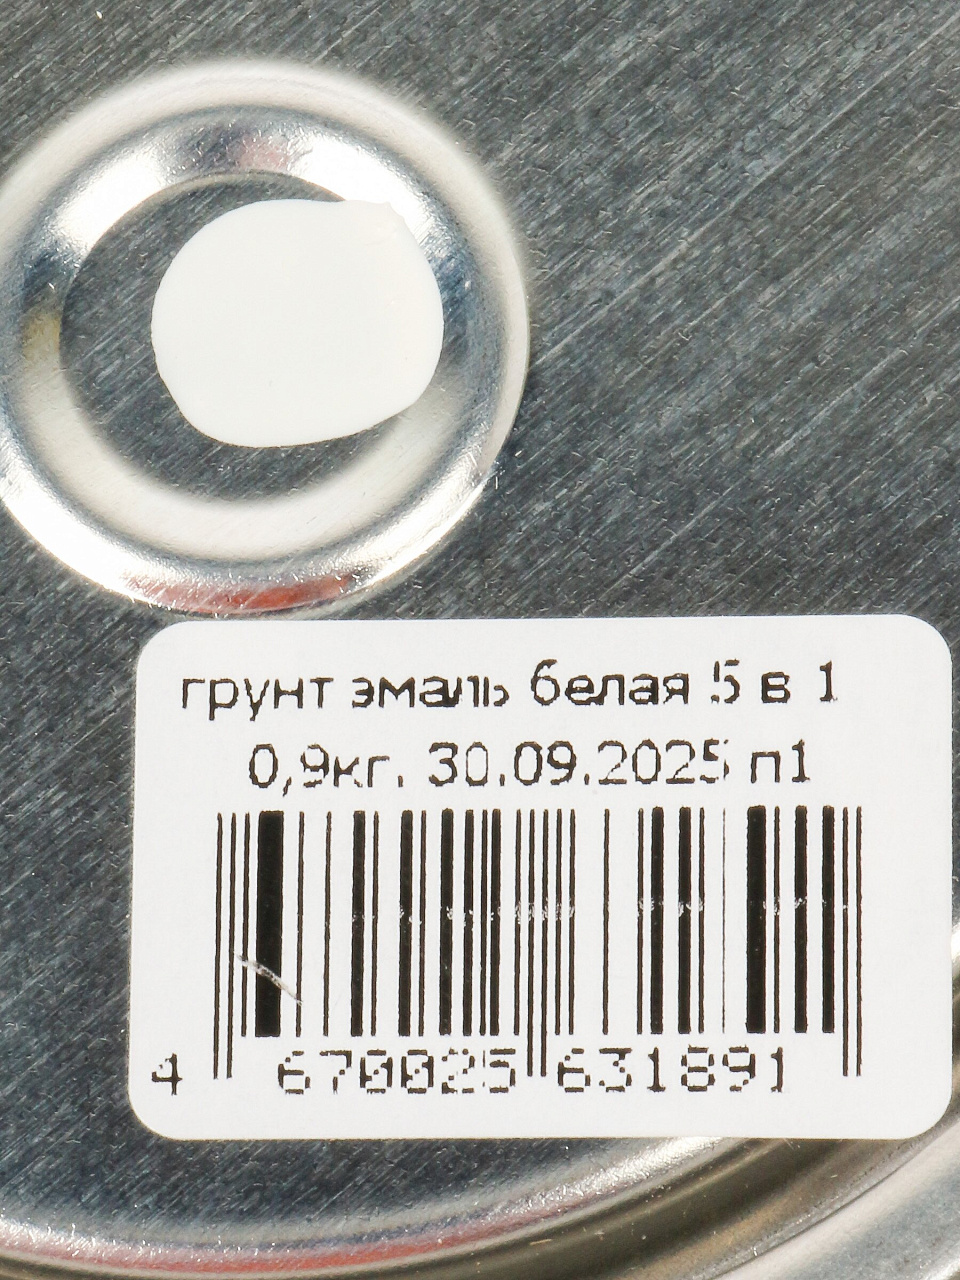 грунт эмаль белая 5 в 1
0,9кг. 30.09.2025 п1
4 670025 631891